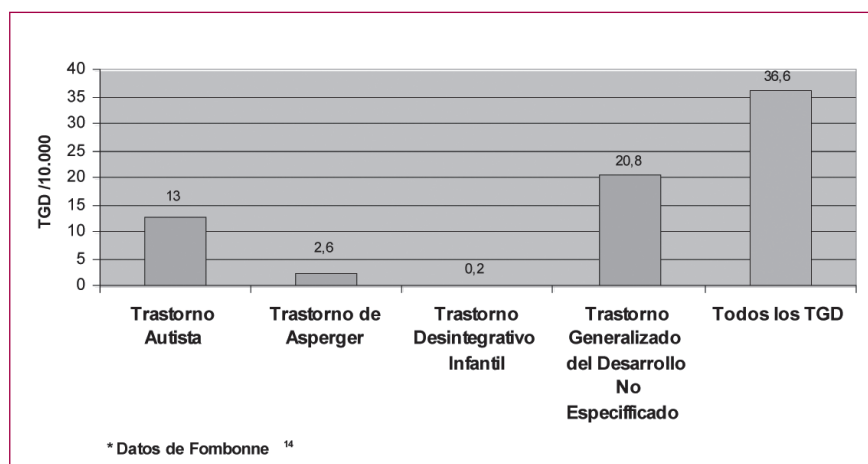 TGD /10.000
40
35
30
25
20
15
10
5
0
13
2,6
0,2
20,8
36,6
Trastorno
Autista
Trastorno de
Asperger
Trastorno
Desintegrativo
Infantil
Trastorno
Generalizado
del Desarrollo
No
Especifficado
Todos los TGD
* Datos de Fombonne 14